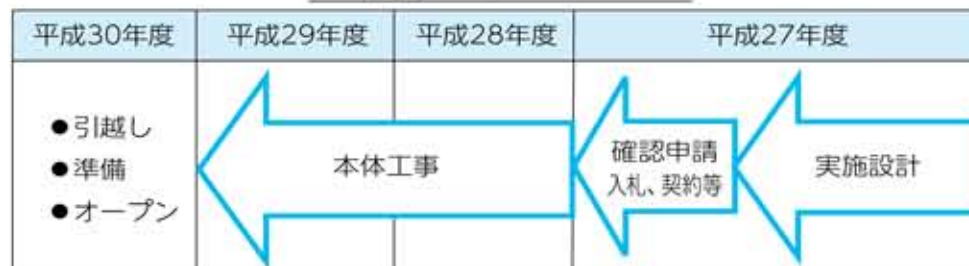 平成30年度
平成29年度
平成28年度
平成27年度
●引越し
●準備
●オープン
本体工事
確認申請
入札、契約等
実施設計